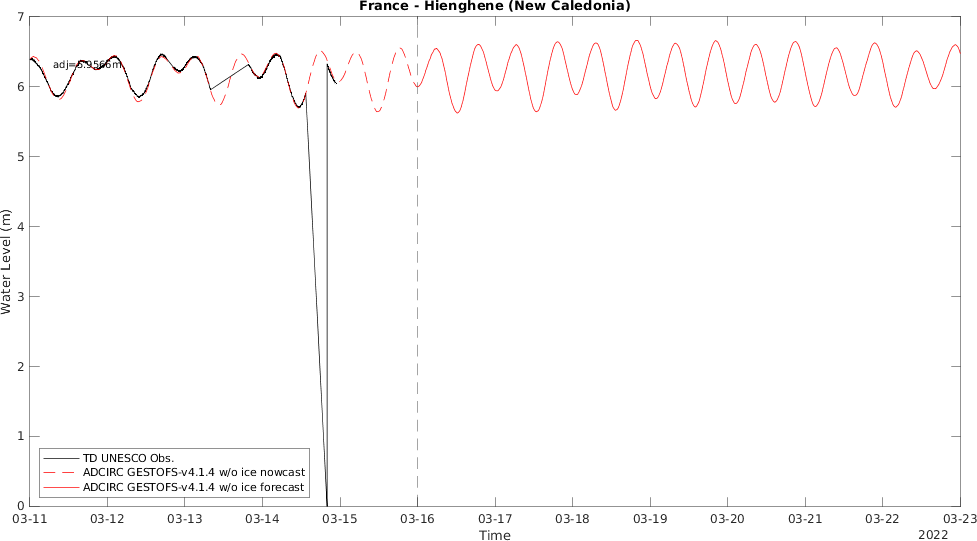 France - Hienghene (New Caledonia)
7
6
5
4
3
2
1
0
Water Level (m)
adj=5.9566m
TD UNESCO Obs.
ADCIRC GESTOFS-v4.1.4 w/o ice nowcast
ADCIRC GESTOFS-v4.1.4 w/o ice forecast
03-11 03-12 03-13 03-14 03-15 03-16 03-17 03-18 03-19 03-20 03-21 03-22 03-23
Time
2022